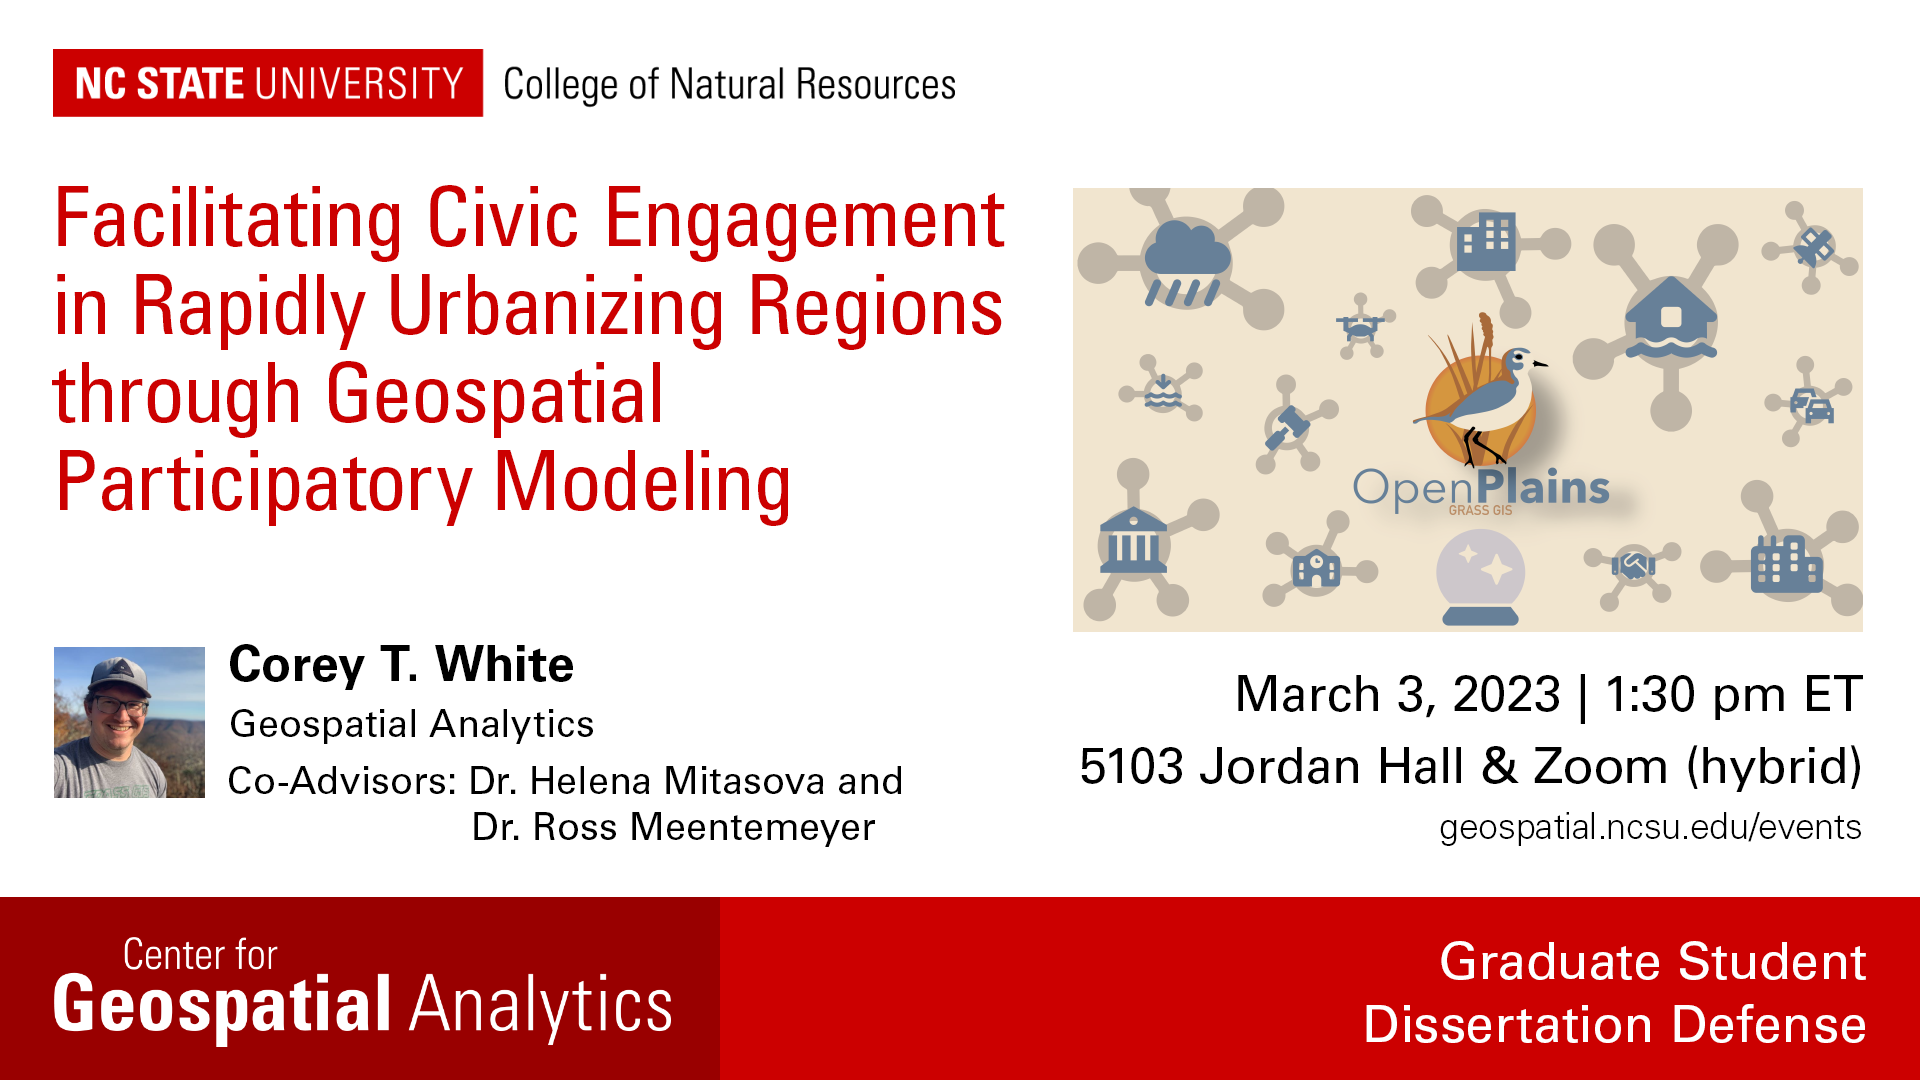 NC STATE UNIVERSITY College of Natural Resources
Facilitating Civic Engagement
in Rapidly Urbanizing Regions
through Geospatial
Participatory Modeling
OpenPlains
GRASS GIS
Corey T. White
Geospatial Analytics
Co-Advisors: Dr. Helena Mitasova and
Dr. Ross Meentemeyer
March 3, 2023 | 1:30 pm ET
5103 Jordan Hall & Zoom (hybrid)
geospatial.ncsu.edu/events
Center for
Geospatial Analytics
Graduate Student
Dissertation Defense